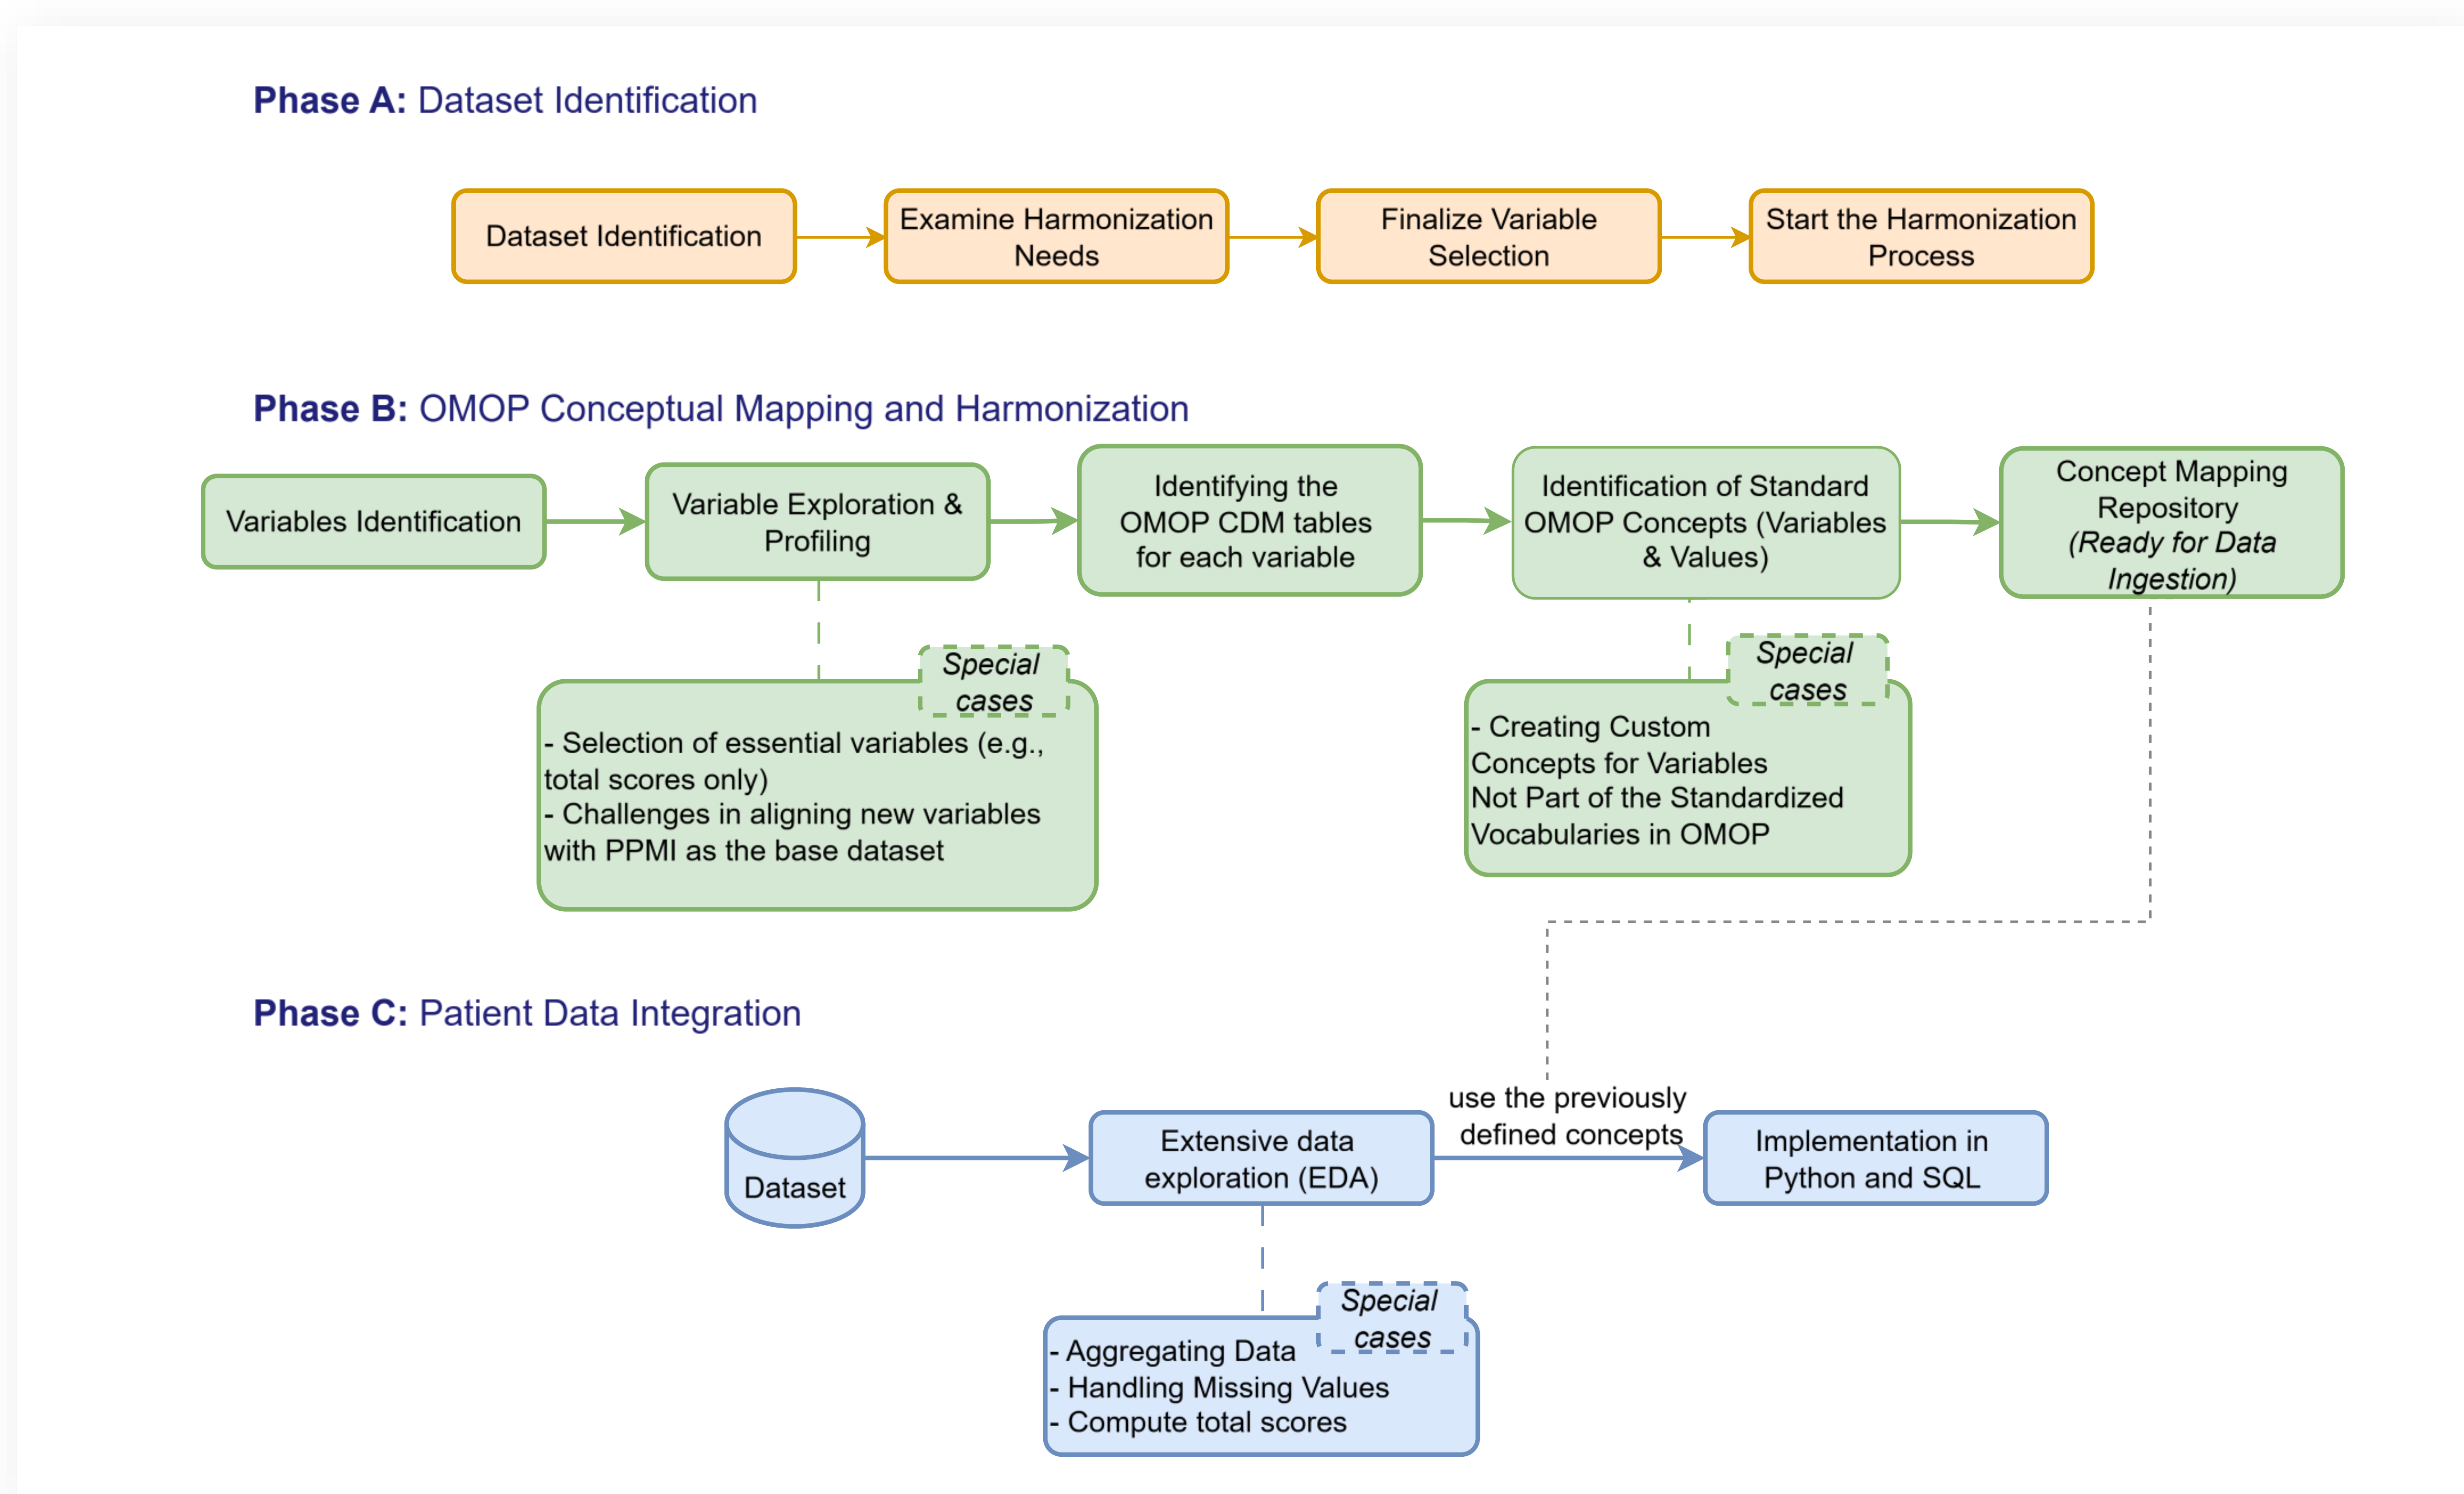 Phase A: Dataset Identification
Dataset Identification
Examine Harmonization
Needs
Finalize Variable
Selection
Start the Harmonization
Process
Phase B: OMOP Conceptual Mapping and Harmonization
Variables Identification
Variable Exploration &
Profiling
Identifying the
OMOP CDM tables
for each variable
Identification of Standard
OMOP Concepts (Variables
& Values)
Concept Mapping
Repository
(Ready for Data
Ingestion)
Special
cases
- Selection of essential variables (e.g.,
total scores only)
- Challenges in aligning new variables
with PPMI as the base dataset
Special
cases
- Creating Custom
Concepts for Variables
Not Part of the Standardized
Vocabularies in OMOP
Phase C: Patient Data Integration
Dataset
Extensive data
exploration (EDA)
use the previously
defined concepts
Implementation in
Python and SQL
Special
cases
- Aggregating Data
- Handling Missing Values
- Compute total scores